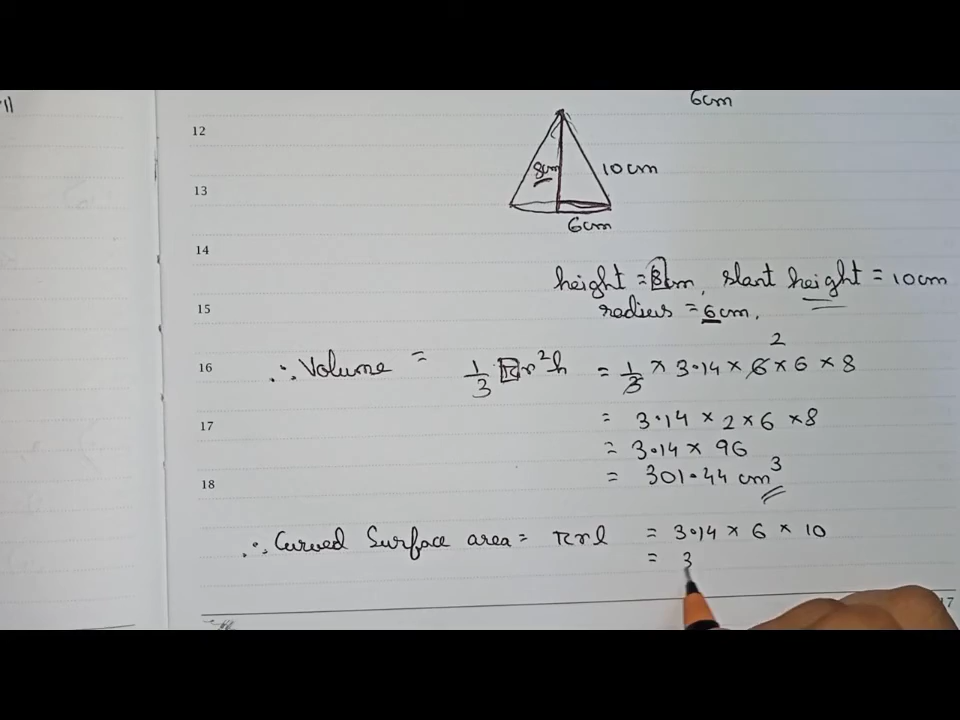 11
6cm
12
8cm 10cm
13
6cm
14
height = 8cm, slant height = 10cm
15
radius = 6cm,
2
16
∴ Volume = 1/3 πr²h = 1/3 × 3.14 × 6 × 6 × 8
17
= 3.14 × 2 × 6 × 8
= 3.14 × 96
18
= 301.44 cm³
∴ Curved Surface area = πrl = 3.14 × 6 × 10
= 3
17